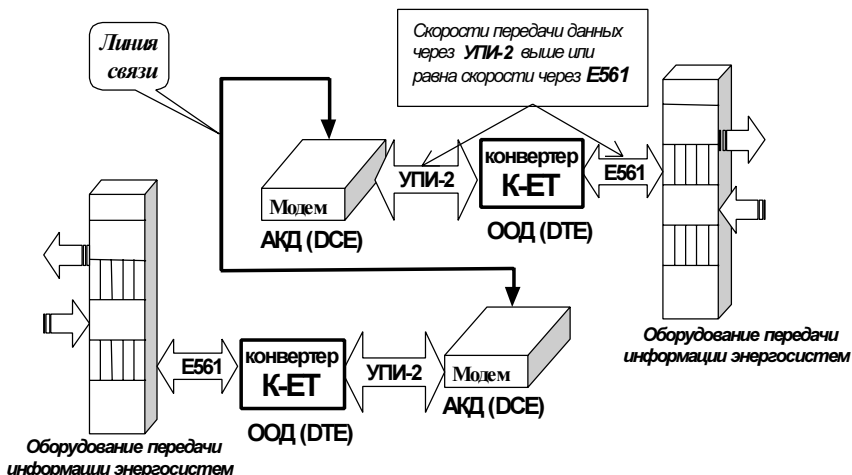 Линия
связи
Скорости передачи данных
через УПИ-2 выше или
равна скорости через Е561
Модем
АКД (DCE)
УПИ-2
конвертер
К-ЕТ
ООД (DTE)
Е561
Оборудование передачи
информации энергосистем
Е561
конвертер
К-ЕТ
ООД (DTE)
УПИ-2
Модем
АКД (DCE)
Оборудование передачи
информации энергосистем